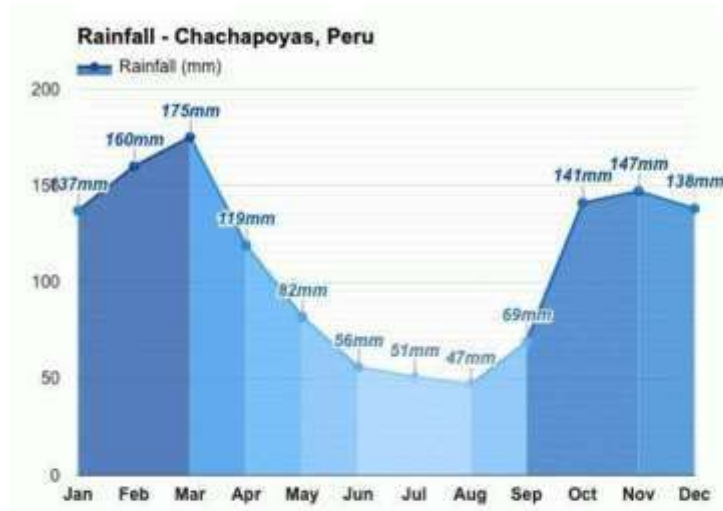 Rainfall - Chachapoyas, Peru
Rainfall (mm)
200
175mm
160mm
147mm
141mm
138mm
150
137mm
119mm
100
82mm
69mm
56mm
51mm
47mm
50
0
Jan Feb Mar Apr May Jun Jul Aug Sep Oct Nov Dec